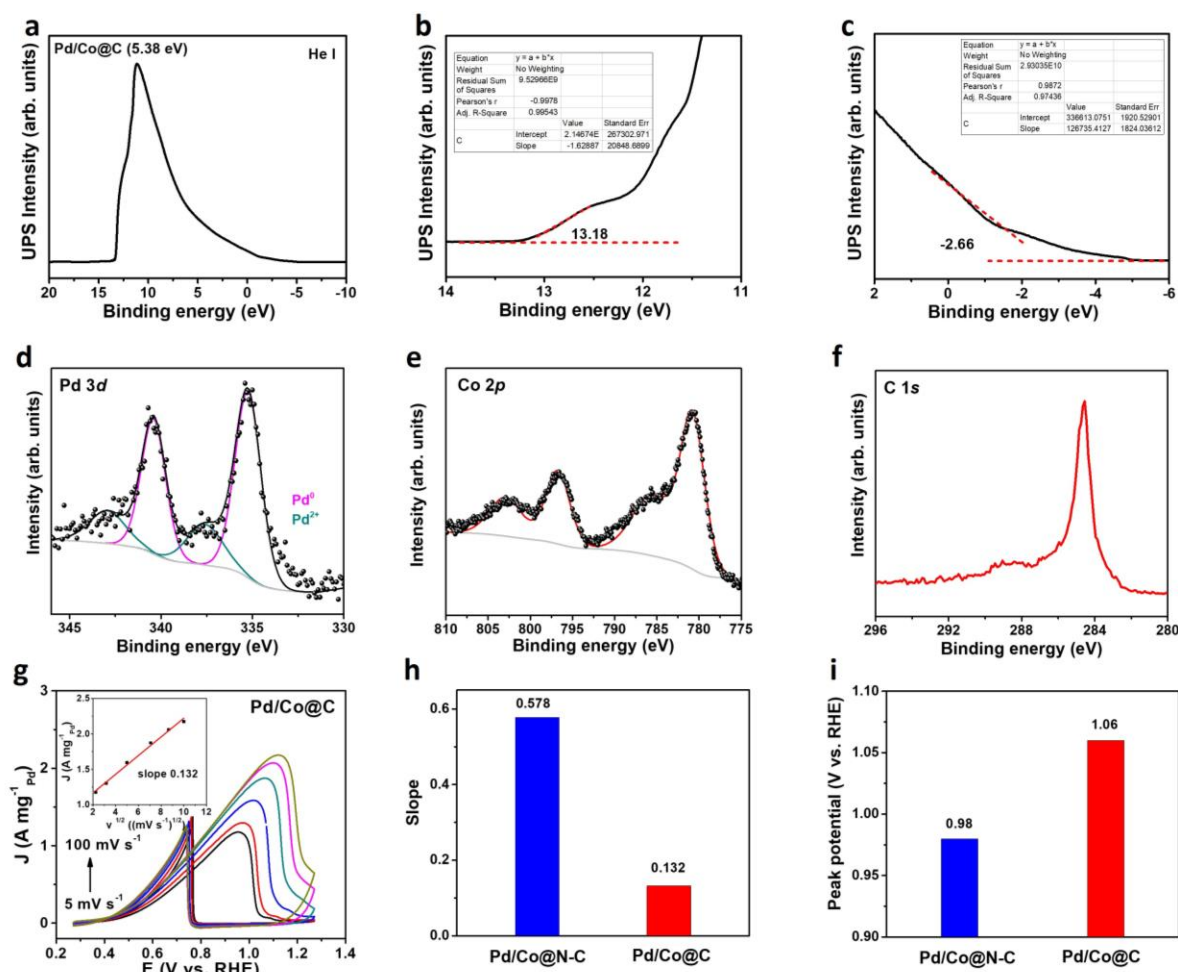 a
Pd/Co@C (5.38 eV)
He I
UPS Intensity (arb. units)
20 15 10 5 0 -5 -10
Binding energy (eV)
b
Equation y = a + b*x
Weight No Weighting
Residual Sum of Squares 9.52966E9
Pearson's r -0.9978
Adj. R-Square 0.99543
Value Standard Err
C Intercept 2.14674E 267302.971
Slope -1.62887 20848.6899
13.18
UPS Intensity (arb. units)
14 13 12 11
Binding energy (eV)
c
Equation y = a + b*x
Weight No Weighting
Residual Sum of Squares 2.93035E10
Pearson's r 0.9872
Adj. R-Square 0.97436
Value Standard Err
C Intercept 336613.0751 1920.52901
Slope 126735.4127 1824.03612
-2.66
UPS Intensity (arb. units)
2 0 -2 -4 -6
Binding energy (eV)
d
Pd 3d
Pd0
Pd2+
Intensity (arb. units)
345 340 335 330
Binding energy (eV)
e
Co 2p
Intensity (arb. units)
810 805 800 795 790 785 780 775
Binding energy (eV)
f
C 1s
Intensity (arb. units)
296 292 288 284 280
Binding energy (eV)
g
Pd/Co@C
J (A mg-1Pd)
3
2
1
0
J (A mg-1Pd)
2.5
2.0
1.5
1.0
slope 0.132
2 4 6 8 10 12
v1/2 ((mV s-1)1/2)
100 mV s-1
5 mV s-1
0.2 0.4 0.6 0.8 1.0 1.2 1.4
E (V vs. RHE)
h
Slope
0.6
0.4
0.2
0.0
0.578
0.132
Pd/Co@N-C Pd/Co@C
i
Peak potential (V vs. RHE)
1.10
1.05
1.00
0.95
0.90
0.98
1.06
Pd/Co@N-C Pd/Co@C